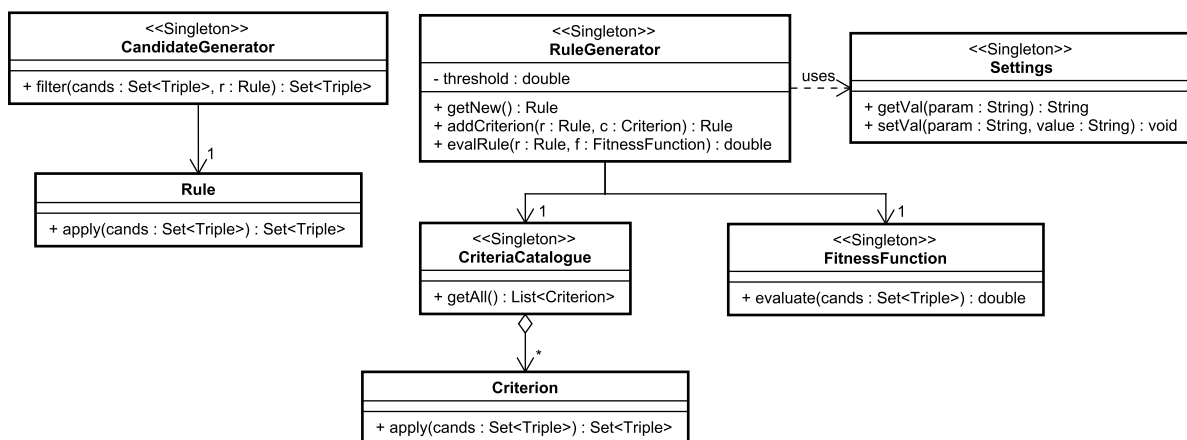 <<Singleton>>
CandidateGenerator
+ filter(cands : Set<Triple>, r : Rule) : Set<Triple>
1
Rule
+ apply(cands : Set<Triple>) : Set<Triple>
<<Singleton>>
RuleGenerator
- threshold : double
+ getNew() : Rule
+ addCriterion(r : Rule, c : Criterion) : Rule
+ evalRule(r : Rule, f : FitnessFunction) : double
uses
<<Singleton>>
Settings
+ getVal(param : String) : String
+ setVal(param : String, value : String) : void
1
<<Singleton>>
CriteriaCatalogue
+ getAll() : List<Criterion>
1
<<Singleton>>
FitnessFunction
+ evaluate(cands : Set<Triple>) : double
*
Criterion
+ apply(cands : Set<Triple>) : Set<Triple>